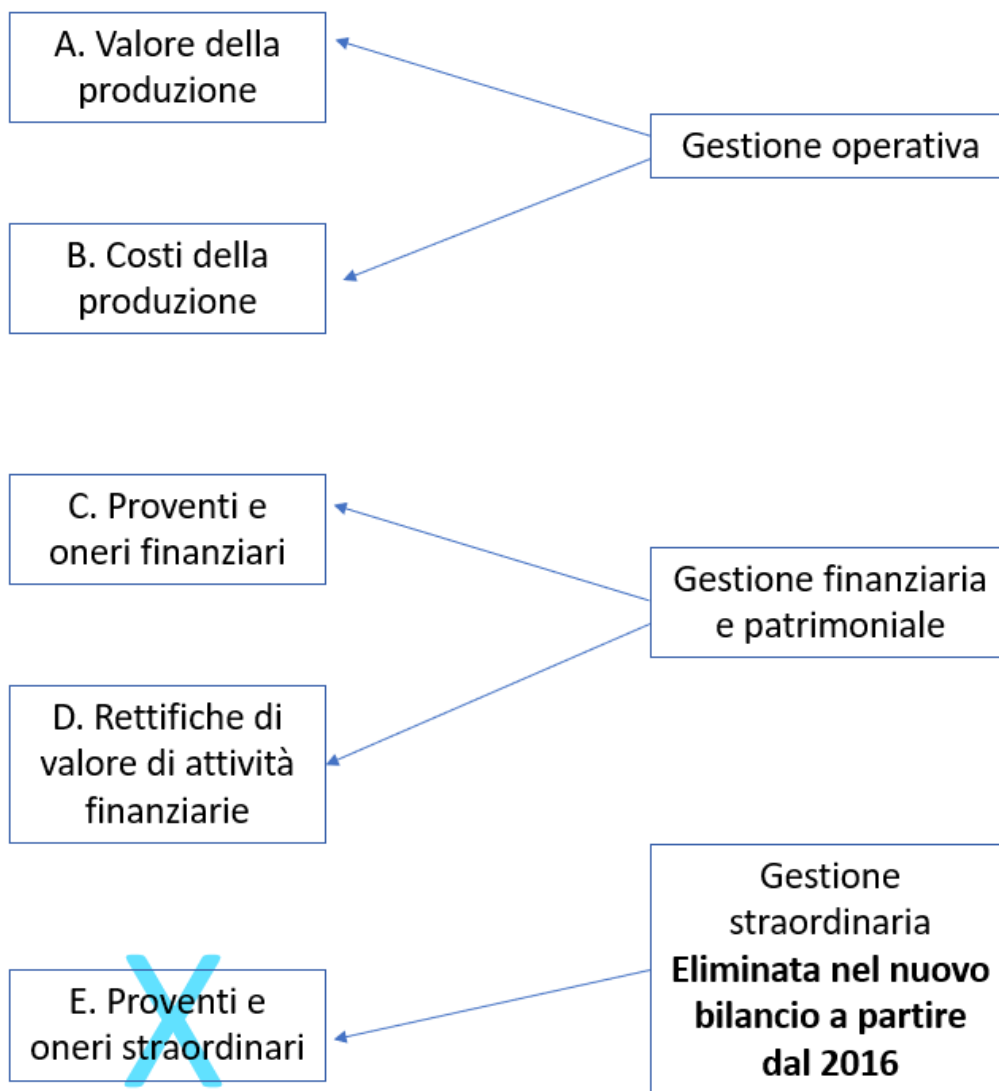 A. Valore della
produzione
Gestione operativa
B. Costi della
produzione
C. Proventi e
oneri finanziari
Gestione finanziaria
e patrimoniale
D. Rettifiche di
valore di attività
finanziarie
Gestione
straordinaria
Eliminata nel nuovo
bilancio a partire
dal 2016
E. Proventi e
oneri straordinari